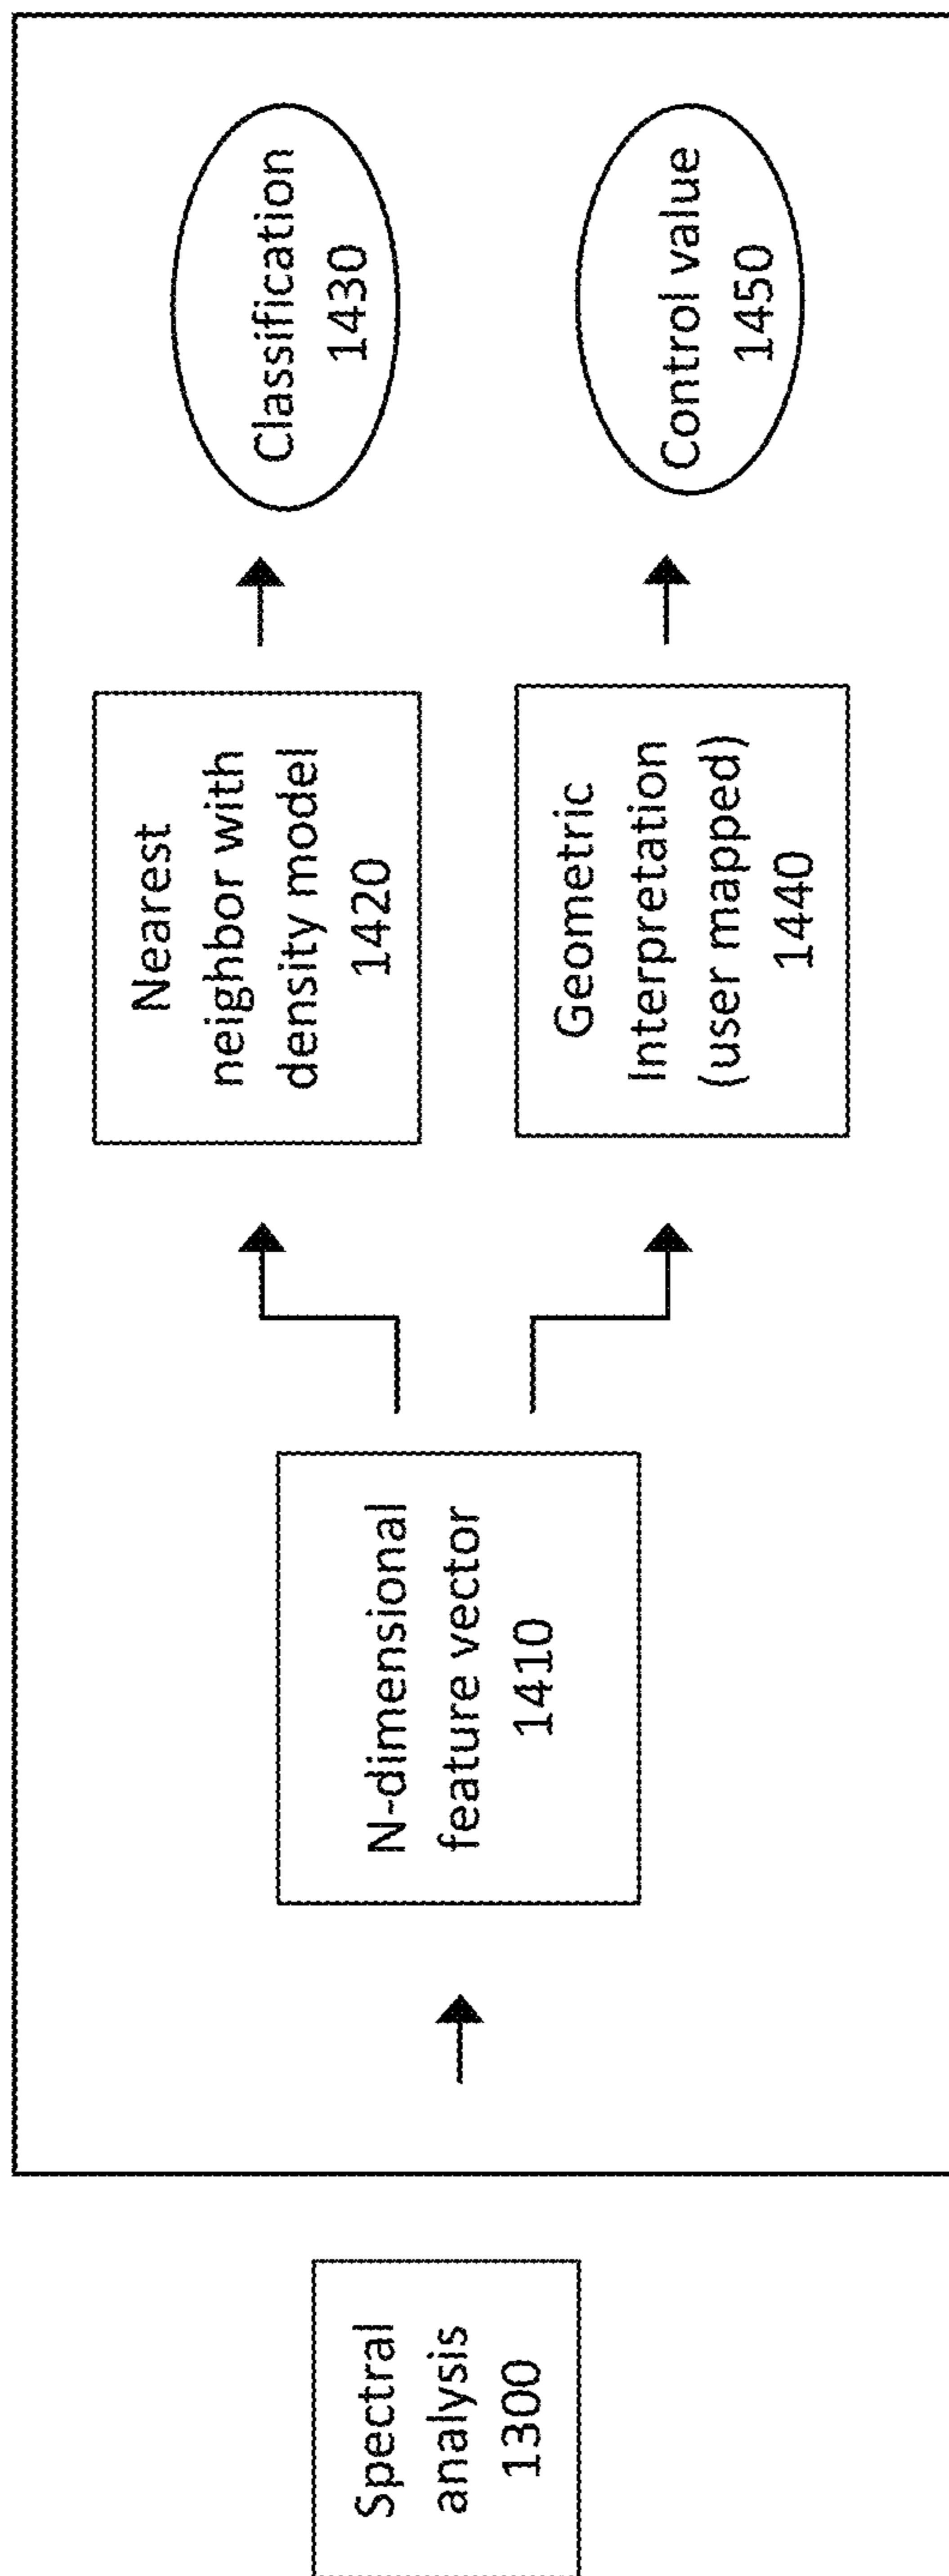 Spectral
analysis
1300
N-dimensional
feature vector
1410
Nearest
neighbor with
density model
1420
Classification
1430
Geometric
Interpretation
(user mapped)
1440
Control value
1450